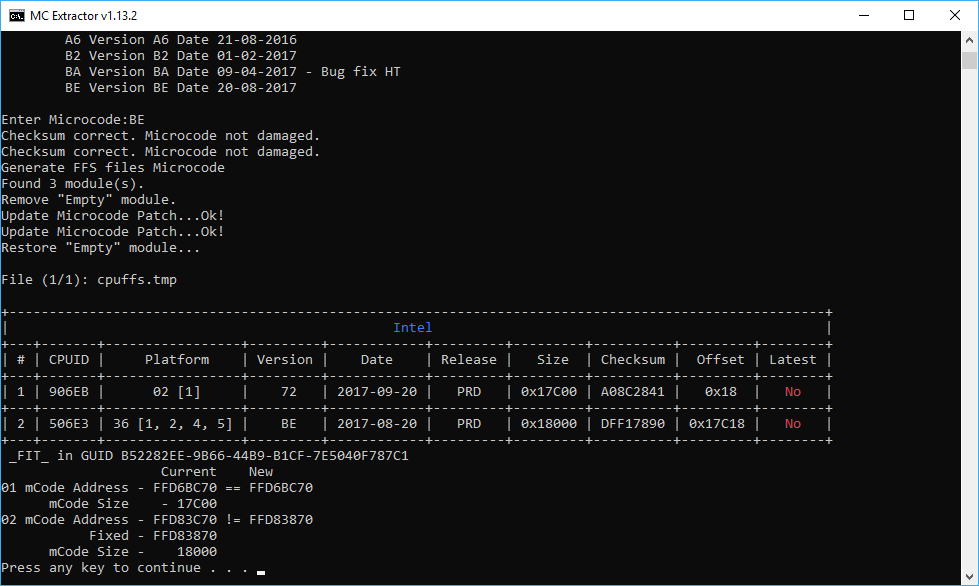 MC Extractor v1.13.2
A6 Version A6 Date 21-08-2016
B2 Version B2 Date 01-02-2017
BA Version BA Date 09-04-2017 - Bug fix HT
BE Version BE Date 20-08-2017
Enter Microcode:BE
Checksum correct. Microcode not damaged.
Checksum correct. Microcode not damaged.
Generate FFS files Microcode
Found 3 module(s).
Remove "Empty" module.
Update Microcode Patch...Ok!
Update Microcode Patch...Ok!
Restore "Empty" module...
File (1/1): cpuffs.tmp
Intel
| # | CPUID | Platform | Version | Date | Release | Size | Checksum | Offset | Latest |
| 1 | 906EB | 02 [1] | 72 | 2017-09-20 | PRD | 0x17C00 | A08C2841 | 0x18 | No |
| 2 | 506E3 | 36 [1, 2, 4, 5] | BE | 2017-08-20 | PRD | 0x18000 | DFF17890 | 0x17C18 | No |
_FIT_ in GUID B52282EE-9B66-44B9-B1CF-7E5040F787C1
Current New
01 mCode Address - FFD6BC70 == FFD6BC70
mCode Size - 17C00
02 mCode Address - FFD83C70 != FFD83870
Fixed - FFD83870
mCode Size - 18000
Press any key to continue . . .